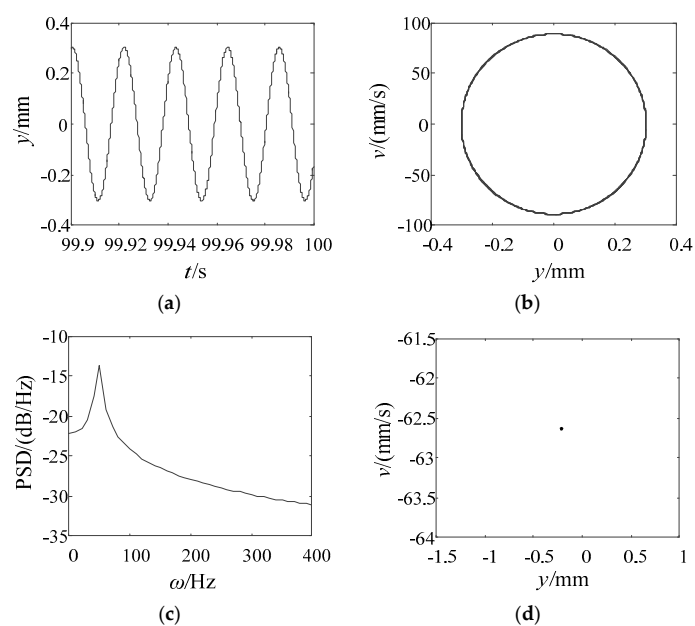 0.4
0.2
0
-0.2
-0.4
y/mm
99.9 99.92 99.94 99.96 99.98 100
t/s
(a)
100
50
0
-50
-100
v/(mm/s)
-0.4 -0.2 0 0.2 0.4
y/mm
(b)
-10
-15
-20
-25
-30
-35
PSD/(dB/Hz)
0 100 200 300 400
ω/Hz
(c)
-61.5
-62
-62.5
-63
-63.5
-64
v/(mm/s)
-1.5 -1 -0.5 0 0.5 1
y/mm
(d)